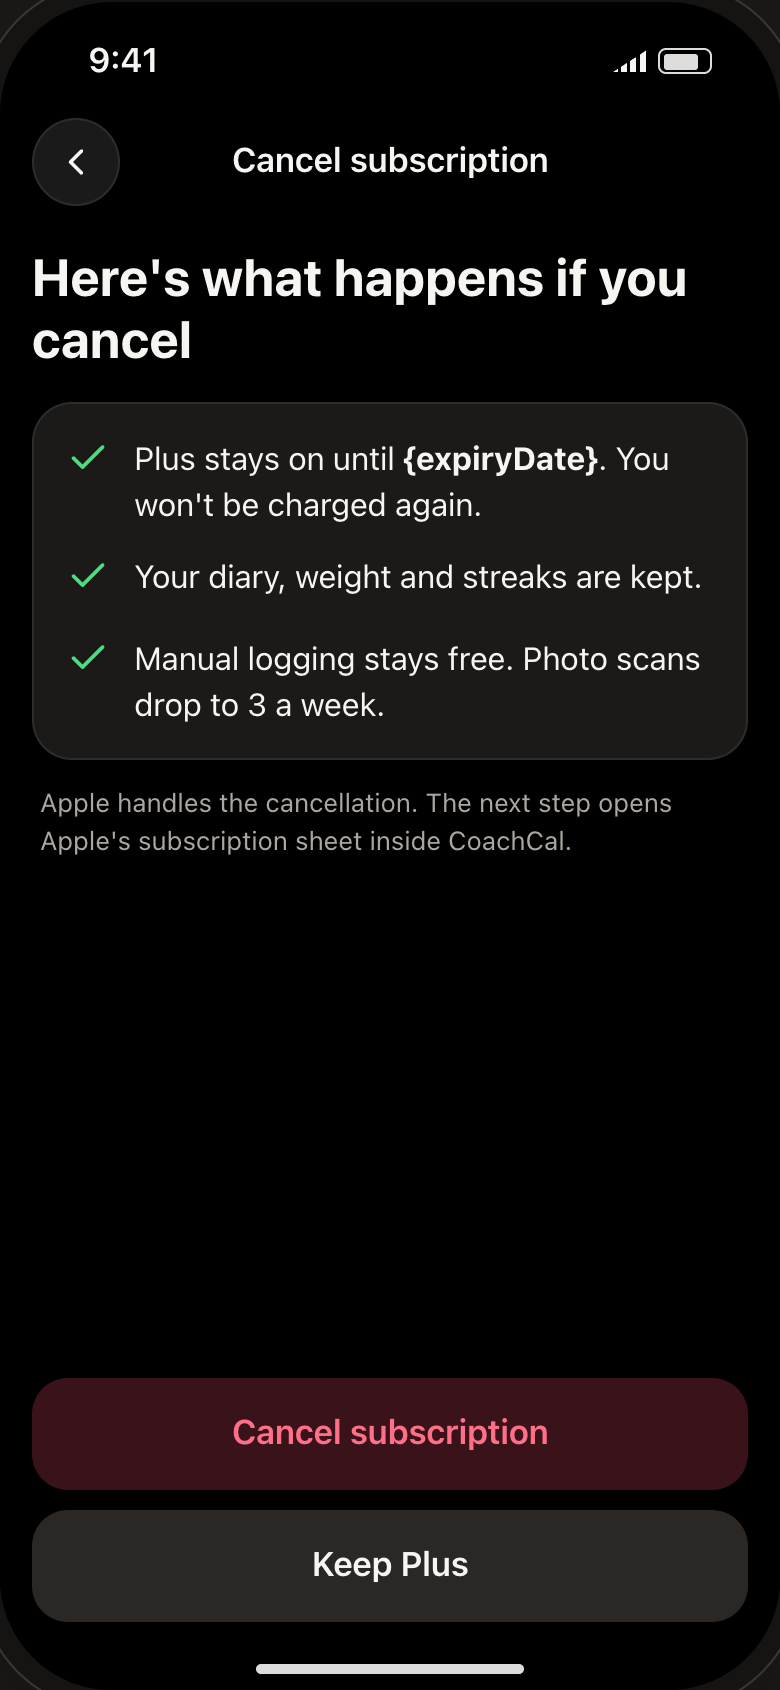 9:41
Cancel subscription
Here's what happens if you
cancel
Plus stays on until {expiryDate}. You
won't be charged again.
Your diary, weight and streaks are kept.
Manual logging stays free. Photo scans
drop to 3 a week.
Apple handles the cancellation. The next step opens
Apple's subscription sheet inside CoachCal.
Cancel subscription
Keep Plus